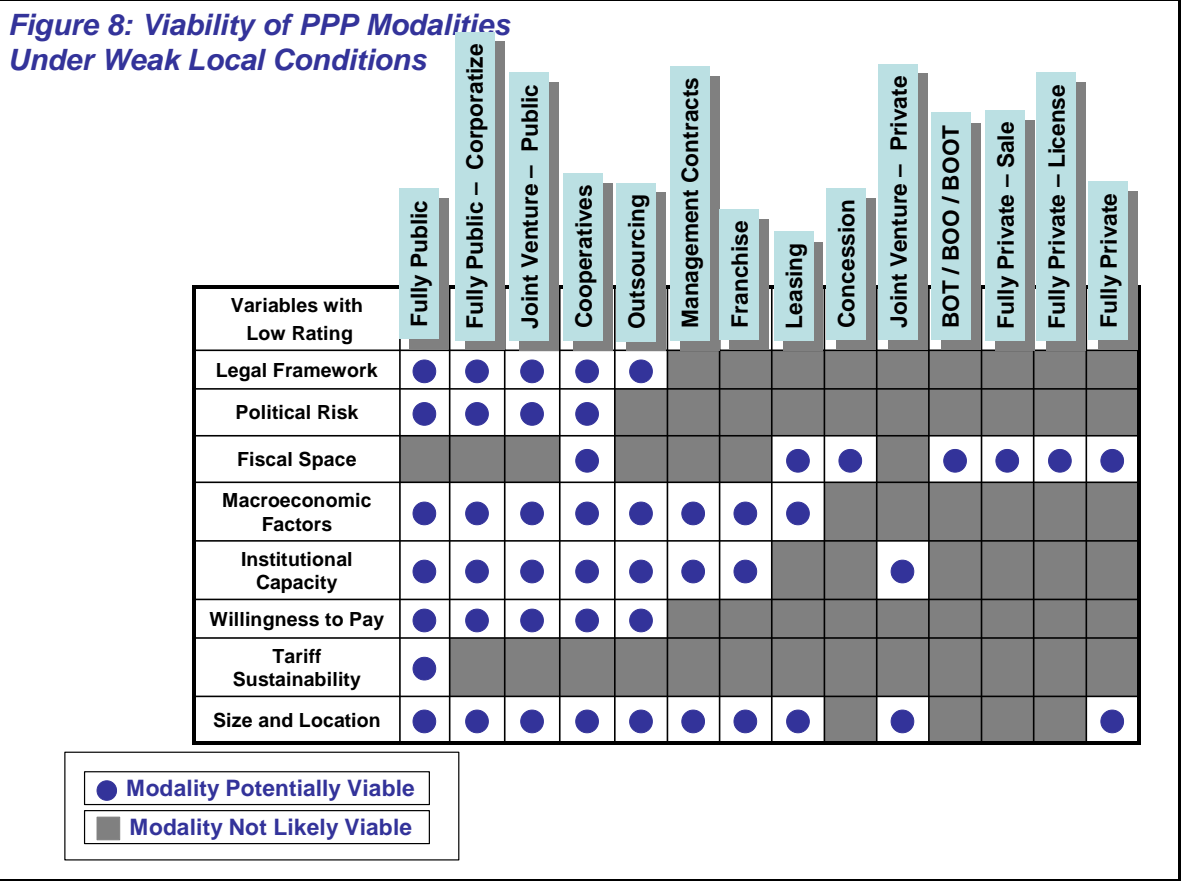 Figure 8: Viability of PPP Modalities
Under Weak Local Conditions
Fully Public
Fully Public – Corporatize
Joint Venture – Public
Cooperatives
Outsourcing
Management Contracts
Franchise
Leasing
Concession
Joint Venture – Private
BOT / BOO / BOOT
Fully Private – Sale
Fully Private – License
Fully Private
Variables with
Low Rating
Legal Framework
Political Risk
Fiscal Space
Macroeconomic
Factors
Institutional
Capacity
Willingness to Pay
Tariff
Sustainability
Size and Location
Modality Potentially Viable
Modality Not Likely Viable